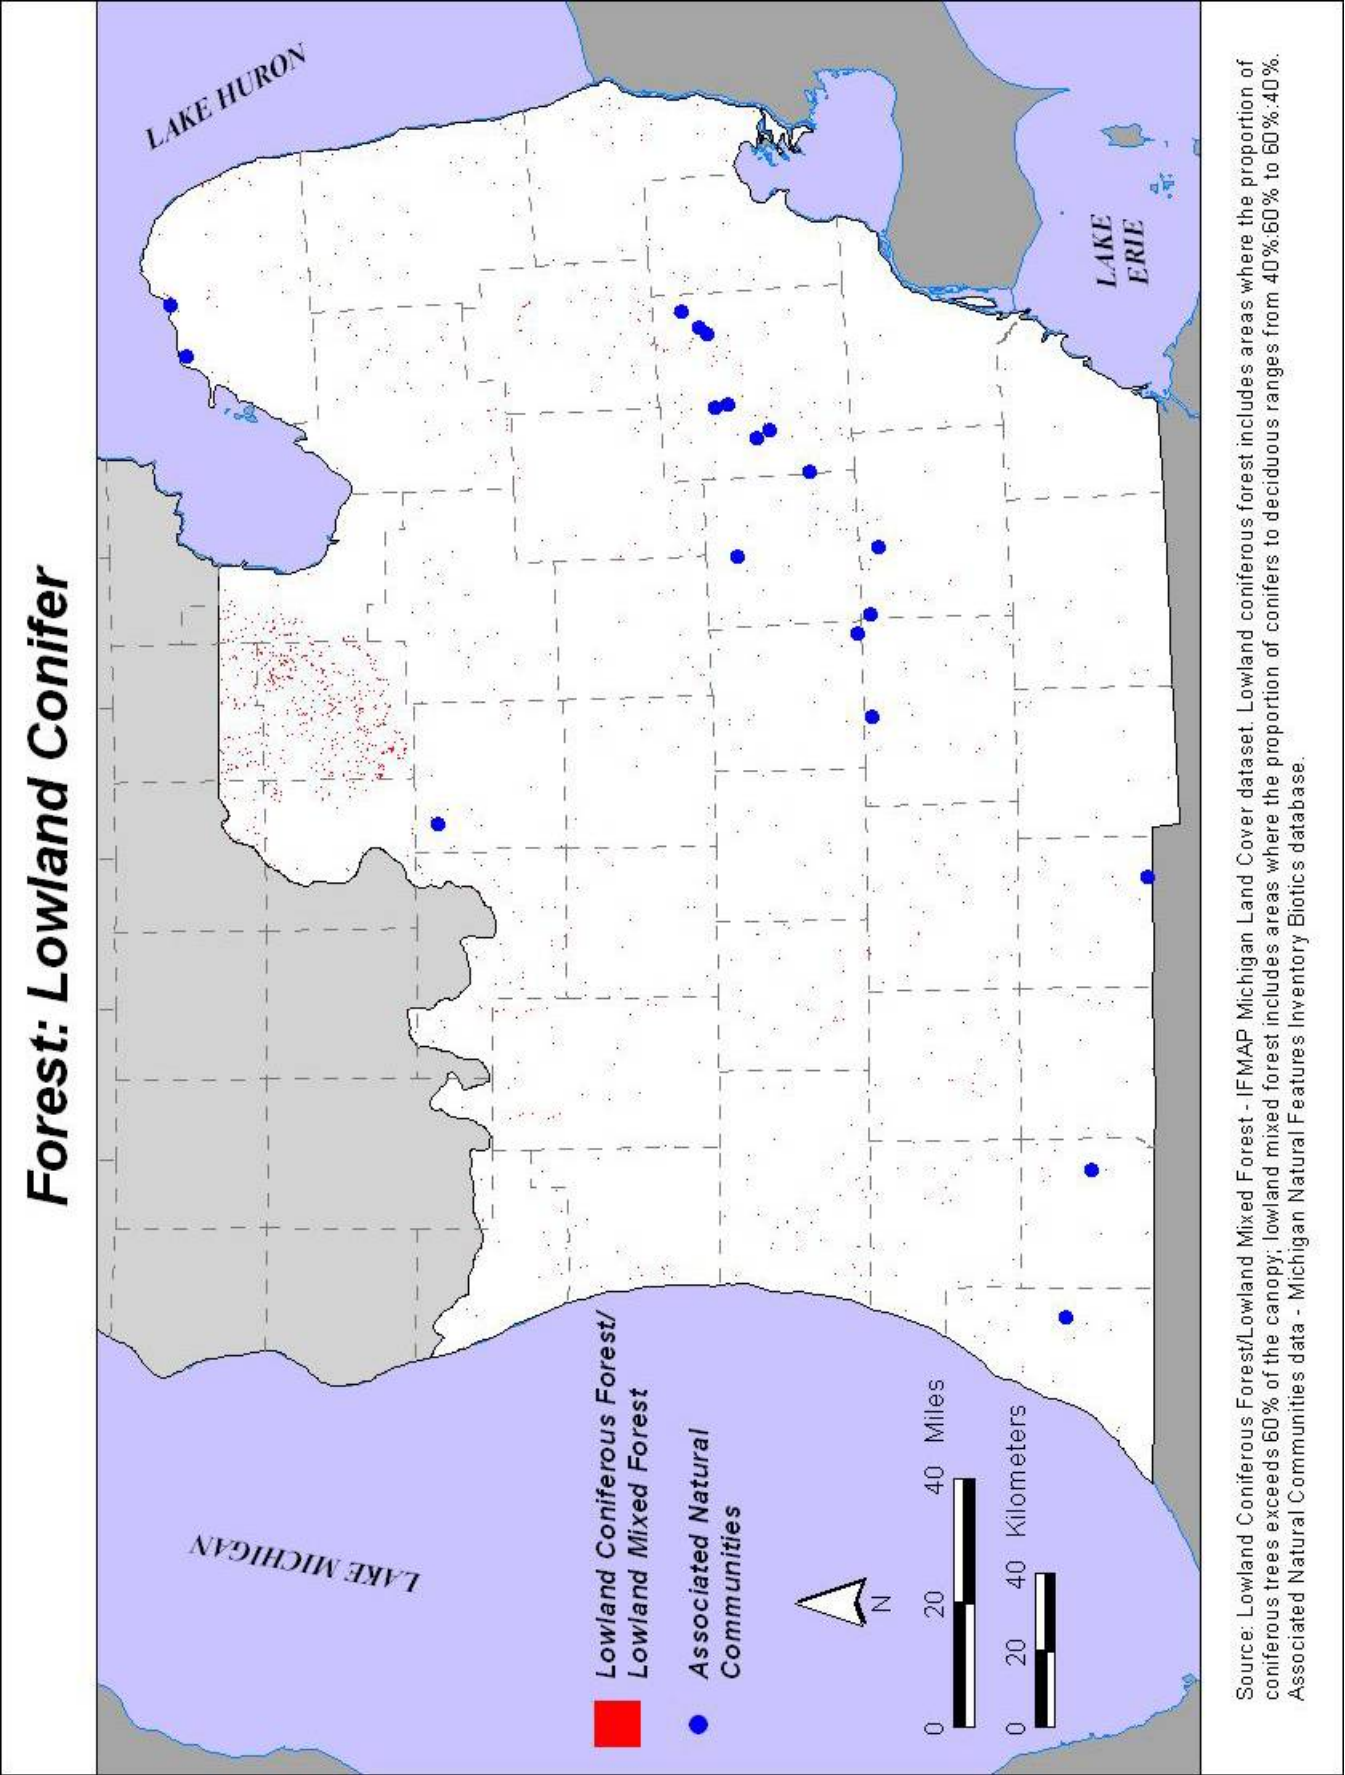 Forest: Lowland Conifer
LAKE HURON
LAKE MICHIGAN
LAKE
ERIE
Lowland Coniferous Forest/
Lowland Mixed Forest
Associated Natural
Communities
N
0 20 40 Miles
0 20 40 Kilometers
Source: Lowland Coniferous Forest/Lowland Mixed Forest - IFMAP Michigan Land Cover dataset. Lowland coniferous forest includes areas where the proportion of
coniferous trees exceeds 60% of the canopy; lowland mixed forest includes areas where the proportion of conifers to deciduous ranges from 40%:60% to 60%:40%.
Associated Natural Communities data - Michigan Natural Features Inventory Biotics database.